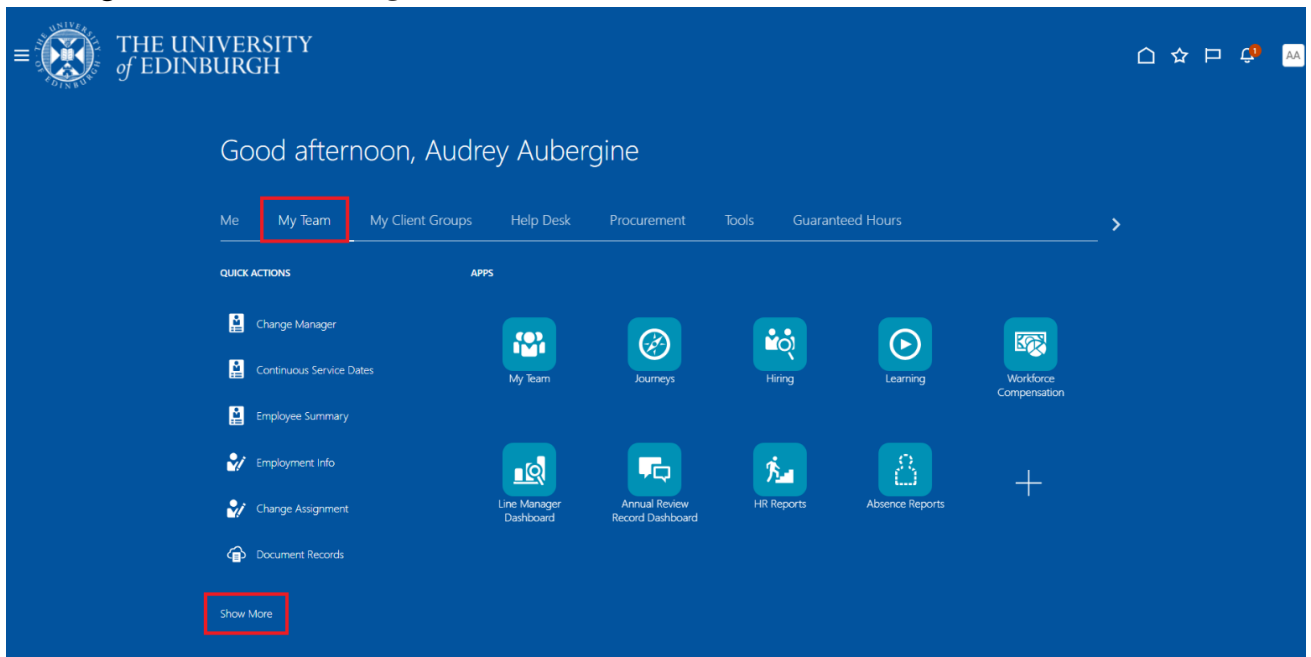 THE UNIVERSITY
of EDINBURGH
1
AA
Good afternoon, Audrey Aubergine
Me My Team My Client Groups Help Desk Procurement Tools Guaranteed Hours
QUICK ACTIONS APPS
Change Manager
Continuous Service Dates
Employee Summary
Employment Info
Change Assignment
Document Records
Show More
My Team Journeys Hiring Learning Workforce
Compensation
Line Manager Annual Review HR Reports Absence Reports
Dashboard Record Dashboard